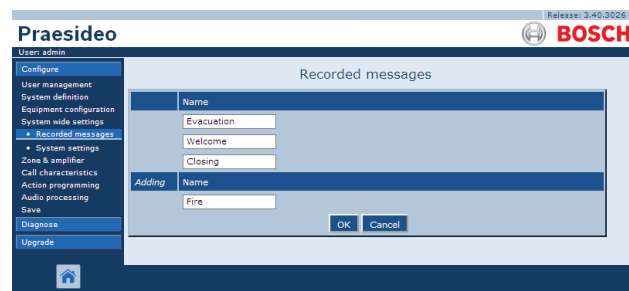 Release: 3.40.3026
Praesideo
BOSCH
User: admin
Configure
User management
System definition
Equipment configuration
System wide settings
• Recorded messages
• System settings
Zone & amplifier
Call characteristics
Action programming
Audio processing
Save
Diagnose
Upgrade
Recorded messages
Name
Evacuation
Welcome
Closing
Adding Name
Fire
OK Cancel